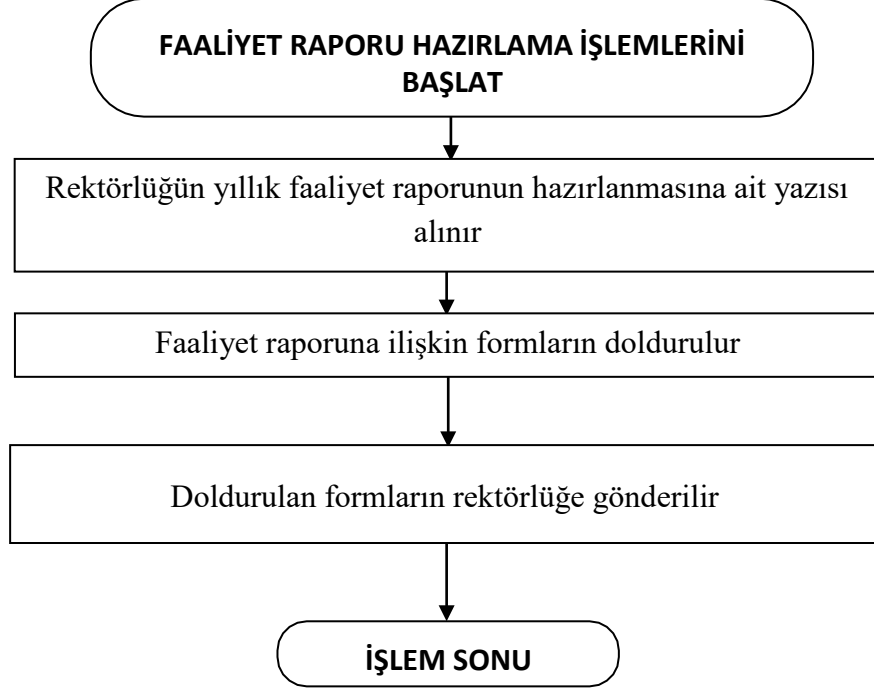 FAALİYET RAPORU HAZIRLAMA İŞLEMLERİNİ
BAŞLAT
Rektörlüğün yıllık faaliyet raporunun hazırlanmasına ait yazısı
alınır
Faaliyet raporuna ilişkin formların doldurulur
Doldurulan formların rektörlüğe gönderilir
İŞLEM SONU